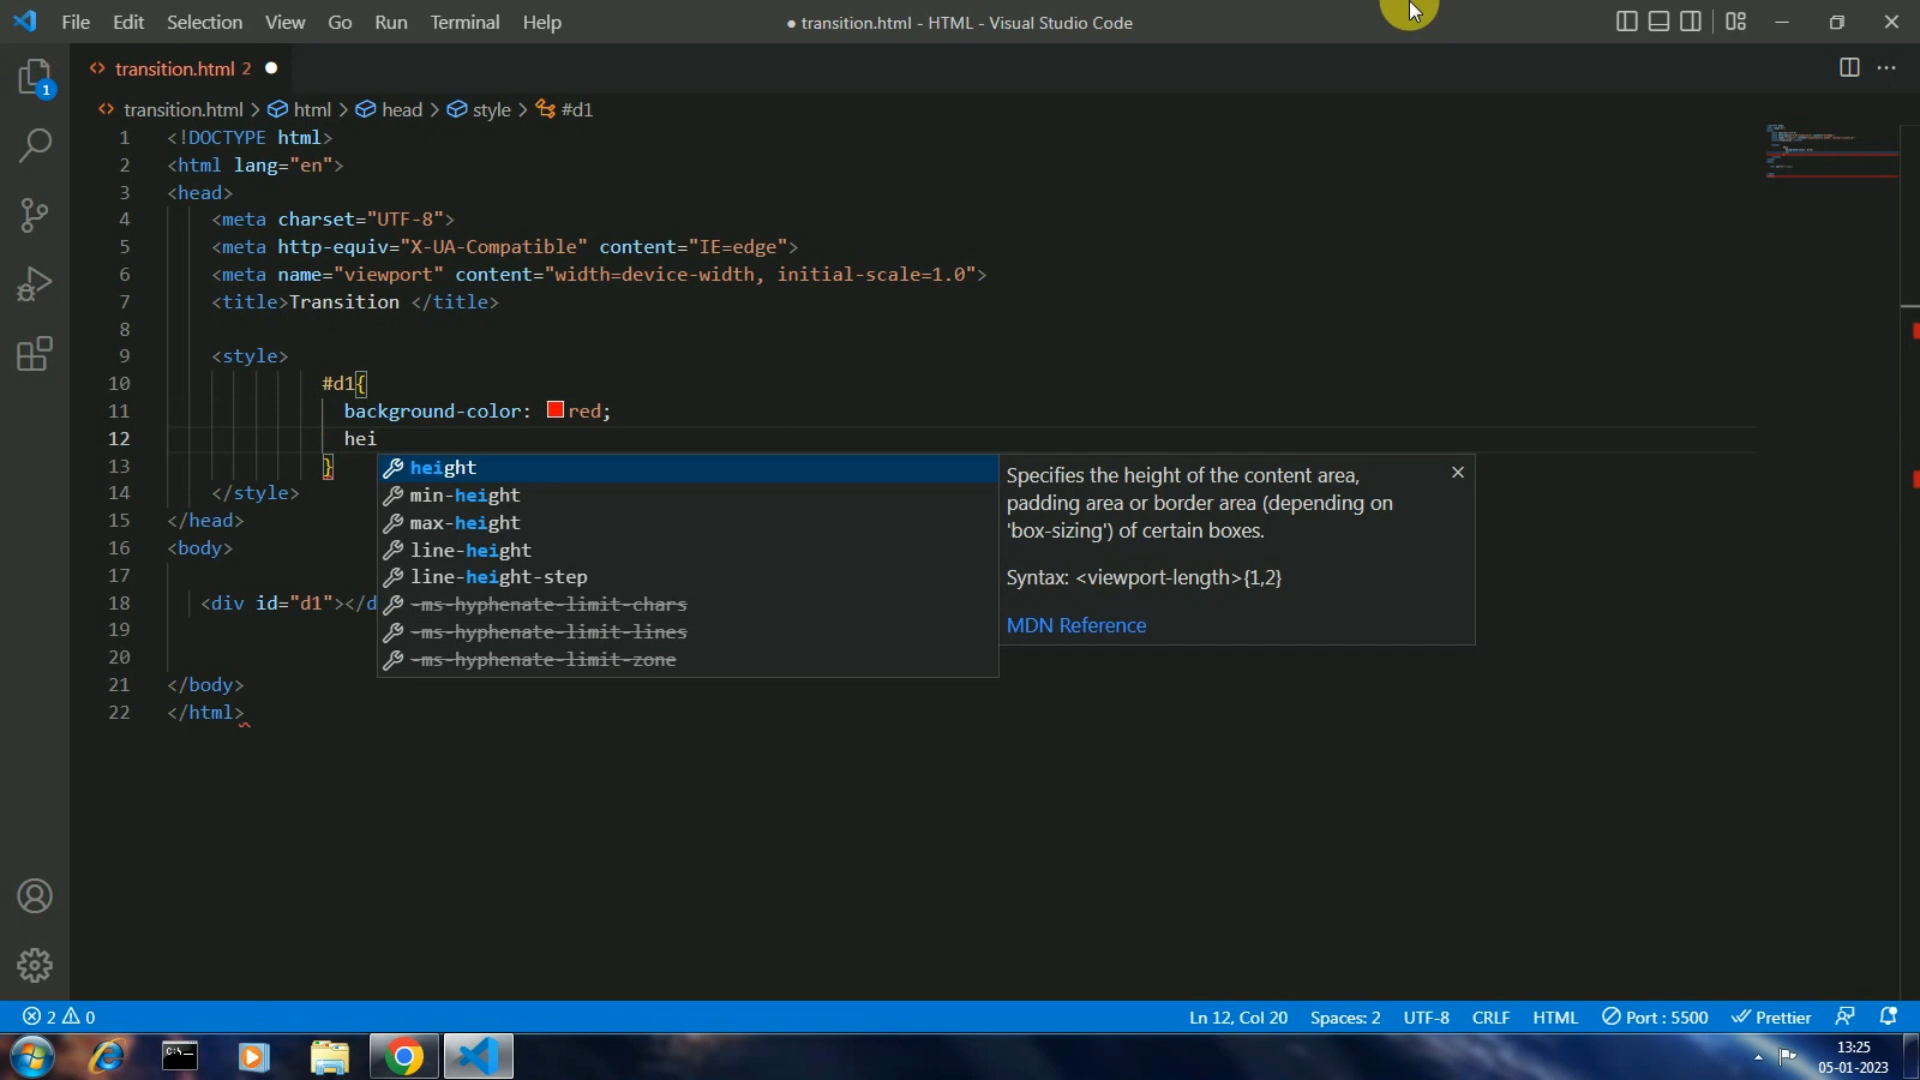 File Edit Selection View Go Run Terminal Help
● transition.html - HTML - Visual Studio Code
transition.html 2 ●
transition.html > html > head > style > #d1
1 <!DOCTYPE html>
2 <html lang="en">
3 <head>
4 <meta charset="UTF-8">
5 <meta http-equiv="X-UA-Compatible" content="IE=edge">
6 <meta name="viewport" content="width=device-width, initial-scale=1.0">
7 <title>Transition </title>
8
9 <style>
10 #d1{
11 background-color: red;
12 hei
13 }
14 </style>
15 </head>
16 <body>
17
18 <div id="d1"></d
19
20
21 </body>
22 </html>
height
min-height
max-height
line-height
line-height-step
-ms-hyphenate-limit-chars
-ms-hyphenate-limit-lines
-ms-hyphenate-limit-zone
Specifies the height of the content area,
padding area or border area (depending on
'box-sizing') of certain boxes.
Syntax: <viewport-length>{1,2}
MDN Reference
1
2 0
Ln 12, Col 20 Spaces: 2 UTF-8 CRLF HTML Port : 5500 Prettier
13:25
05-01-2023